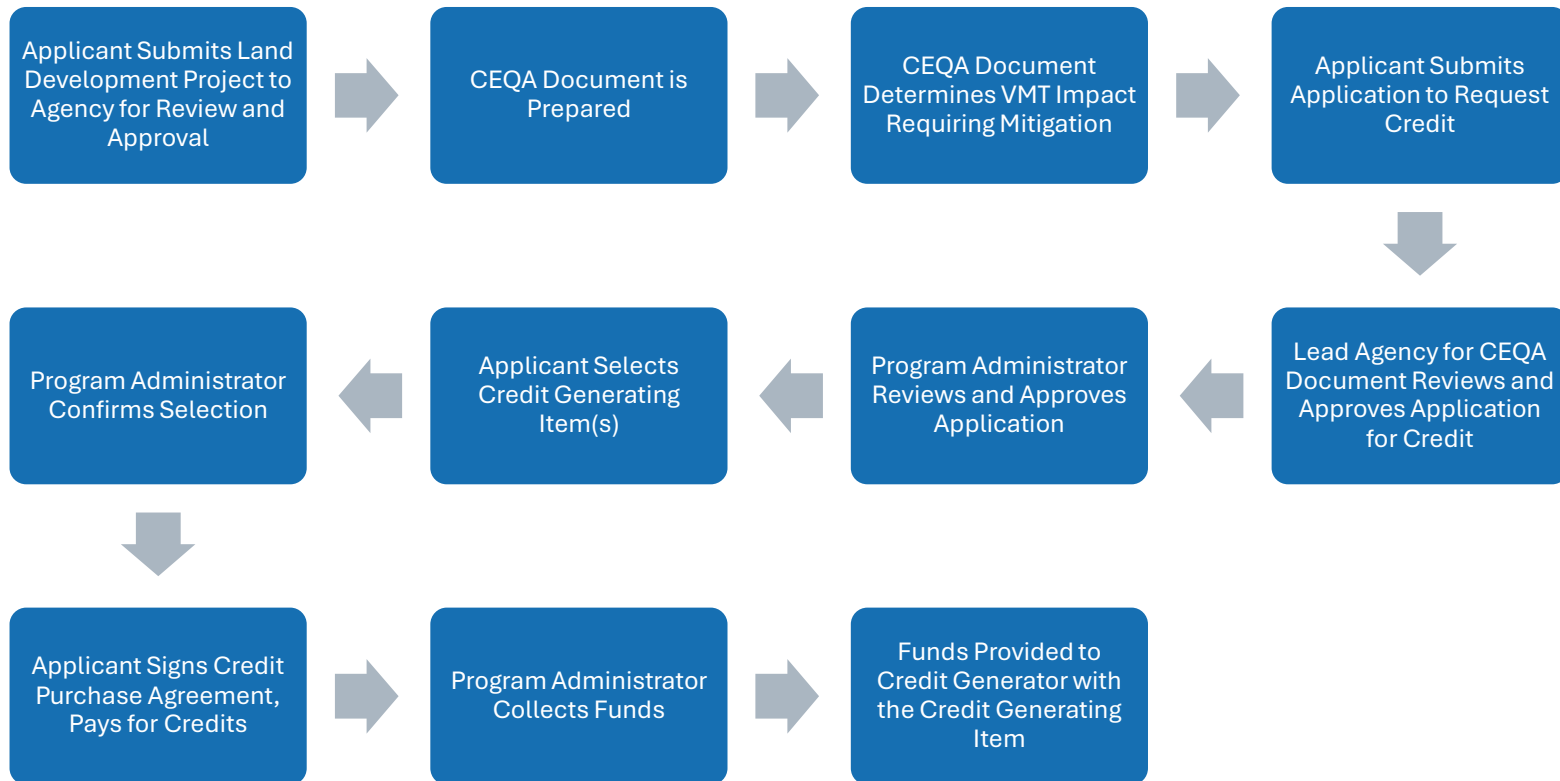 Applicant Submits Land
Development Project to
Agency for Review and
Approval
CEQA Document is
Prepared
CEQA Document
Determines VMT Impact
Requiring Mitigation
Applicant Submits
Application to Request
Credit
Lead Agency for CEQA
Document Reviews and
Approves Application
for Credit
Program Administrator
Reviews and Approves
Application
Applicant Selects
Credit Generating
Item(s)
Program Administrator
Confirms Selection
Applicant Signs Credit
Purchase Agreement,
Pays for Credits
Program Administrator
Collects Funds
Funds Provided to
Credit Generator with
the Credit Generating
Item